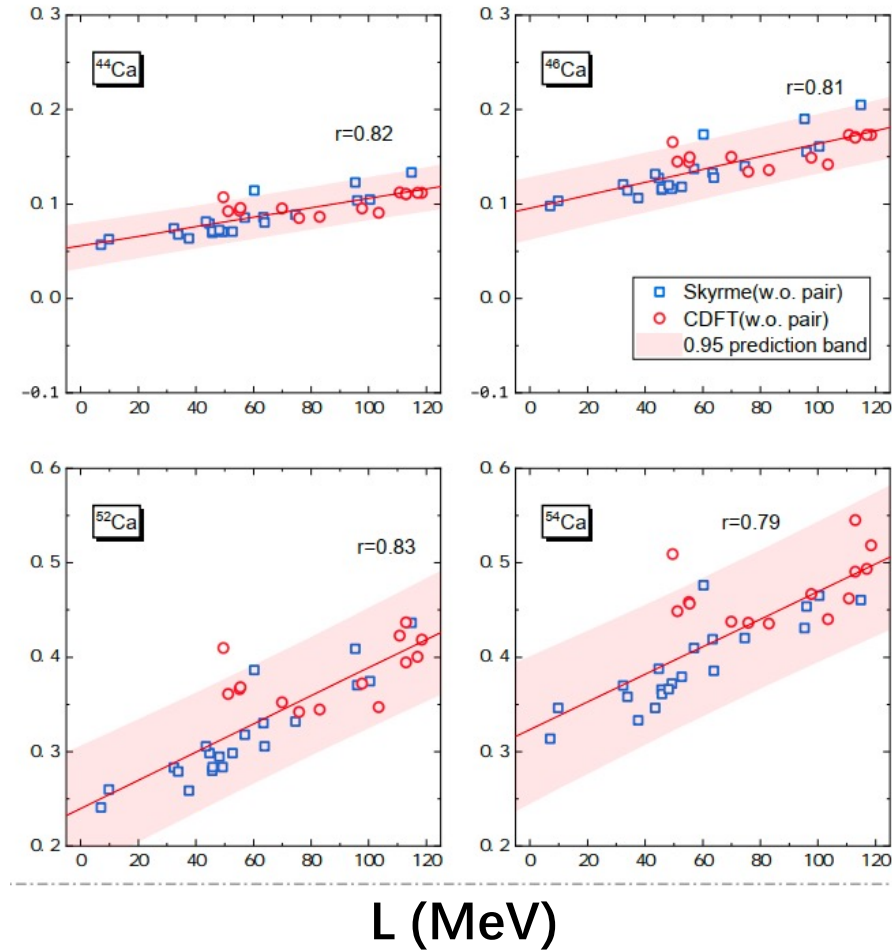 0.3
0.2
0.1
0.0
-0.1
⁴⁴Ca
r=0.82
0 20 40 60 80 100 120
0.3
0.2
0.1
0.0
-0.1
⁴⁶Ca
r=0.81
Skyrme(w.o. pair)
CDFT(w.o. pair)
0.95 prediction band
0 20 40 60 80 100 120
0.6
0.5
0.4
0.3
0.2
⁵²Ca
r=0.83
0 20 40 60 80 100 120
0.6
0.5
0.4
0.3
0.2
⁵⁴Ca
r=0.79
0 20 40 60 80 100 120
L (MeV)